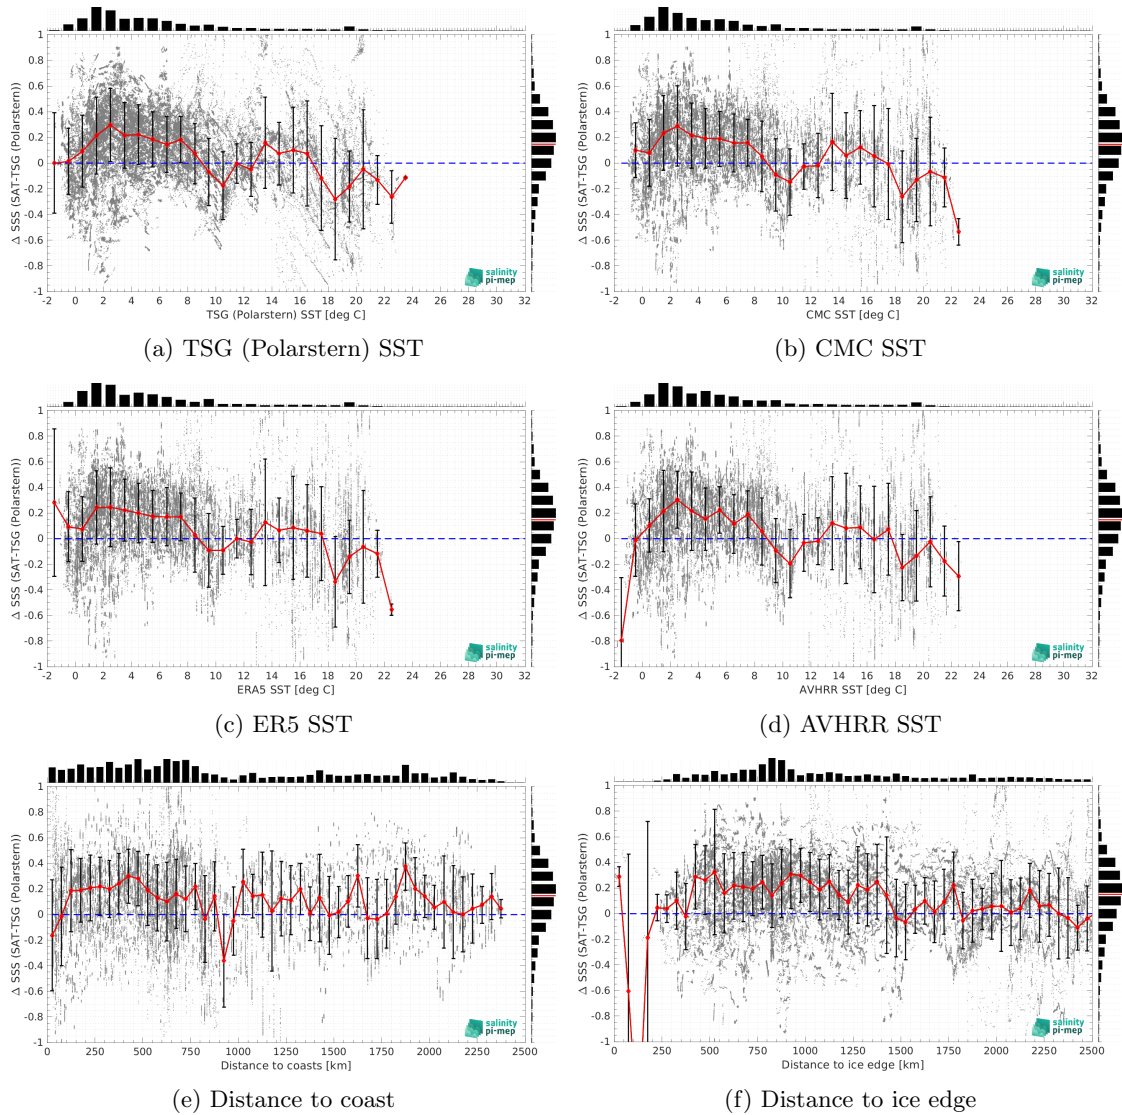 1
0.8
0.6
0.4
0.2
0
-0.2
-0.4
-0.6
-0.8
-1
Δ SSS (SAT-TSG (Polarstern))
salinity
pi-mep
-2 0 2 4 6 8 10 12 14 16 18 20 22 24 26 28 30 32
TSG (Polarstern) SST [deg C]
(a) TSG (Polarstern) SST
1
0.8
0.6
0.4
0.2
0
-0.2
-0.4
-0.6
-0.8
-1
Δ SSS (SAT-TSG (Polarstern))
salinity
pi-mep
-2 0 2 4 6 8 10 12 14 16 18 20 22 24 26 28 30 32
CMC SST [deg C]
(b) CMC SST
1
0.8
0.6
0.4
0.2
0
-0.2
-0.4
-0.6
-0.8
-1
Δ SSS (SAT-TSG (Polarstern))
salinity
pi-mep
-2 0 2 4 6 8 10 12 14 16 18 20 22 24 26 28 30 32
ERA5 SST [deg C]
(c) ER5 SST
1
0.8
0.6
0.4
0.2
0
-0.2
-0.4
-0.6
-0.8
-1
Δ SSS (SAT-TSG (Polarstern))
salinity
pi-mep
-2 0 2 4 6 8 10 12 14 16 18 20 22 24 26 28 30 32
AVHRR SST [deg C]
(d) AVHRR SST
1
0.8
0.6
0.4
0.2
0
-0.2
-0.4
-0.6
-0.8
-1
Δ SSS (SAT-TSG (Polarstern))
salinity
pi-mep
0 250 500 750 1000 1250 1500 1750 2000 2250 2500
Distance to coasts [km]
(e) Distance to coast
1
0.8
0.6
0.4
0.2
0
-0.2
-0.4
-0.6
-0.8
-1
Δ SSS (SAT-TSG (Polarstern))
salinity
pi-mep
0 250 500 750 1000 1250 1500 1750 2000 2250 2500
Distance to ice edge [km]
(f) Distance to ice edge